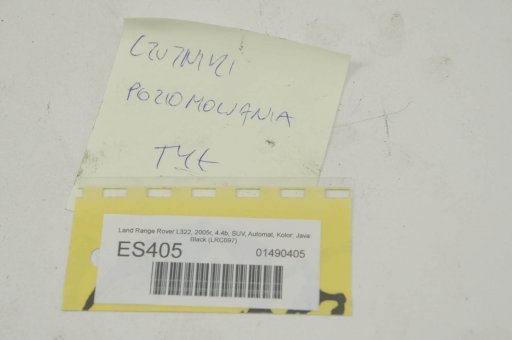 CZUJNIKI
POZIOMOWANIA
TYŁ
Land Range Rover L322, 2005r, 4.4b, SUV, Automat, Kolor: Java
Black (LRC697)
ES405
01490405